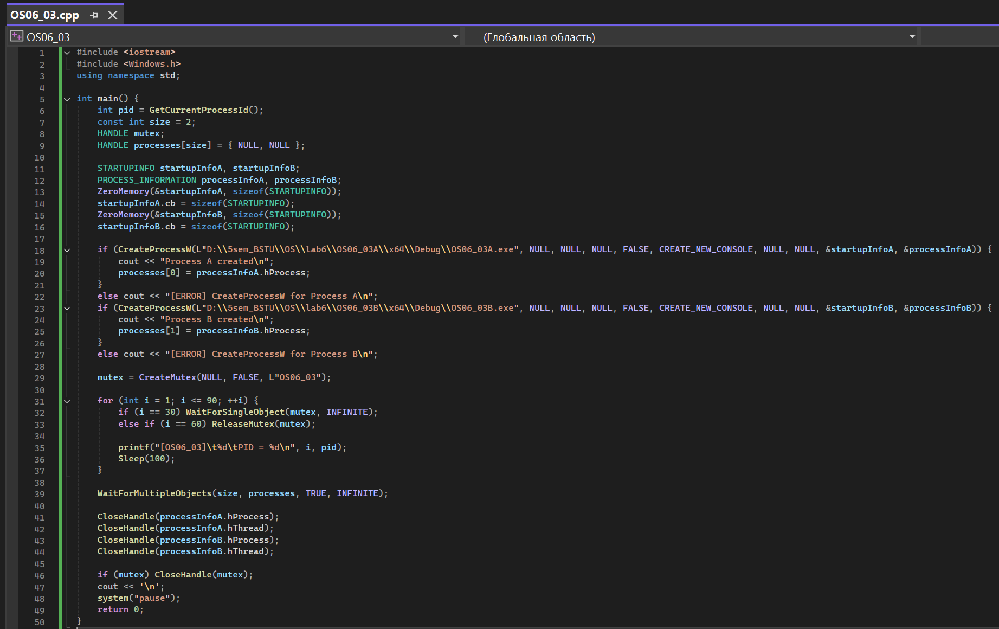 OS06_03.cpp
OS06_03
(Глобальная область)
1 #include <iostream>
2 #include <Windows.h>
3 using namespace std;
4
5 int main() {
6     int pid = GetCurrentProcessId();
7     const int size = 2;
8     HANDLE mutex;
9     HANDLE processes[size] = { NULL, NULL };
10
11     STARTUPINFO startupInfoA, startupInfoB;
12     PROCESS_INFORMATION processInfoA, processInfoB;
13     ZeroMemory(&startupInfoA, sizeof(STARTUPINFO));
14     startupInfoA.cb = sizeof(STARTUPINFO);
15     ZeroMemory(&startupInfoB, sizeof(STARTUPINFO));
16     startupInfoB.cb = sizeof(STARTUPINFO);
17
18     if (CreateProcessW(L"D:\\5sem_BSTU\\OS\\lab6\\OS06_03A\\x64\\Debug\\OS06_03A.exe", NULL, NULL, NULL, FALSE, CREATE_NEW_CONSOLE, NULL, NULL, &startupInfoA, &processInfoA)) {
19         cout << "Process A created\n";
20         processes[0] = processInfoA.hProcess;
21     }
22     else cout << "[ERROR] CreateProcessW for Process A\n";
23     if (CreateProcessW(L"D:\\5sem_BSTU\\OS\\lab6\\OS06_03B\\x64\\Debug\\OS06_03B.exe", NULL, NULL, NULL, FALSE, CREATE_NEW_CONSOLE, NULL, NULL, &startupInfoB, &processInfoB)) {
24         cout << "Process B created\n";
25         processes[1] = processInfoB.hProcess;
26     }
27     else cout << "[ERROR] CreateProcessW for Process B\n";
28
29     mutex = CreateMutex(NULL, FALSE, L"OS06_03");
30
31     for (int i = 1; i <= 90; ++i) {
32         if (i == 30) WaitForSingleObject(mutex, INFINITE);
33         else if (i == 60) ReleaseMutex(mutex);
34
35         printf("[OS06_03]\t%d\tPID = %d\n", i, pid);
36         Sleep(100);
37     }
38
39     WaitForMultipleObjects(size, processes, TRUE, INFINITE);
40
41     CloseHandle(processInfoA.hProcess);
42     CloseHandle(processInfoA.hThread);
43     CloseHandle(processInfoB.hProcess);
44     CloseHandle(processInfoB.hThread);
45
46     if (mutex) CloseHandle(mutex);
47     cout << '\n';
48     system("pause");
49     return 0;
50 }